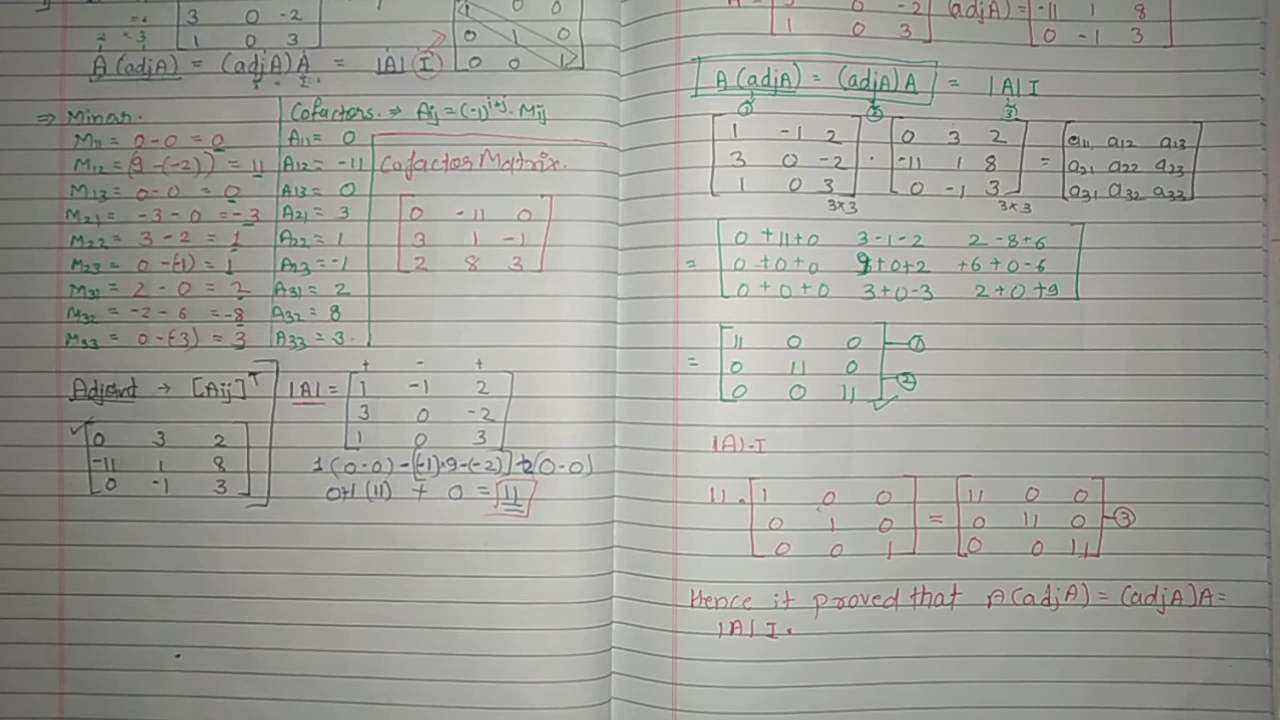 3 0 -2
1 0 3
1 0 0
0 1 0
0 0 1
A (adjA) = (adjA) A = |A| I
⇒ Minar.
M11 = 0-0 = 0
M12 = (9-(-2)) = 11
M13 = 0-0 = 0
M21 = -3-0 = -3
M22 = 3-2 = 1
M23 = 0-(-1) = 1
M31 = 2-0 = 2
M32 = -2-6 = -8
M33 = 0-(-3) = 3
Cofactors. ⇒ Aij = (-1)^i+j . Mij
A11 = 0
A12 = -11
A13 = 0
A21 = 3
A22 = 1
A23 = -1
A31 = 2
A32 = 8
A33 = 3.
Cofactor Matrix.
0 -11 0
3 1 -1
2 8 3
Adjoint → [Aij]^T
0 3 2
-11 1 8
0 -1 3
|A| =
+ - +
1 -1 2
3 0 -2
1 0 3
1(0-0) - [(-1)×9-(-2)] +2(0-0)
0+1(11) + 0 = 11
0 -2
1 0 3
(adjA) =
-11 1 8
0 -1 3
A(adjA) = (adjA)A = |A| I
1 2 3
1 -1 2
3 0 -2
1 0 3
3×3
.
0 3 2
-11 1 8
0 -1 3
3×3
=
a11 a12 a13
a21 a22 a23
a31 a32 a33
=
0+11+0 3-1-2 2-8+6
0+0+0 9+0+2 +6+0-6
0+0+0 3+0-3 2+0+9
=
11 0 0 1
0 11 0
0 0 11 2
|A|.I
11 . 1 0 0 = 11 0 0
0 1 0 0 11 0 3
0 0 1 0 0 11
Hence it proved that A(adjA) = (adjA)A =
|A| I.